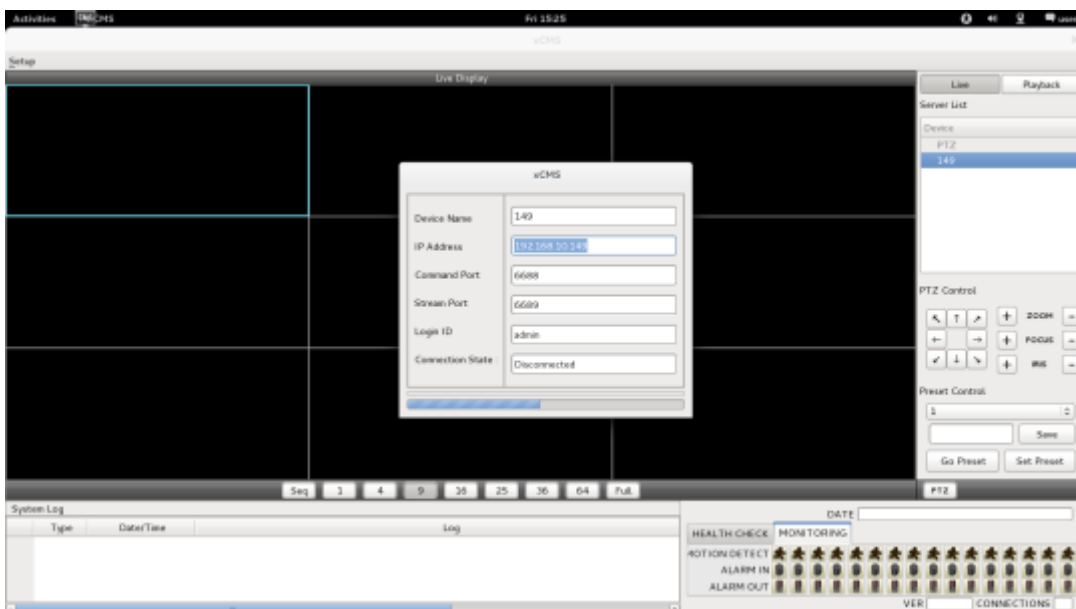 Activities CMS Fri 15:25 user
vCMS
Setup
Live Display
Live Playback
Server List
Device
PTZ
149
vCMS
Device Name 149
IP Address 192.168.10.149
Command Port 6688
Stream Port 6689
Login ID admin
Connection State Disconnected
PTZ Control
+ ZOOM -
+ FOCUS -
+ IRIS -
Preset Control
1
Save
Go Preset Set Preset
Seq 1 4 9 16 25 36 64 Full
PTZ
System Log
Type Date/Time Log
DATE
HEALTH CHECK MONITORING
MOTION DETECT
ALARM IN
ALARM OUT
VER CONNECTIONS